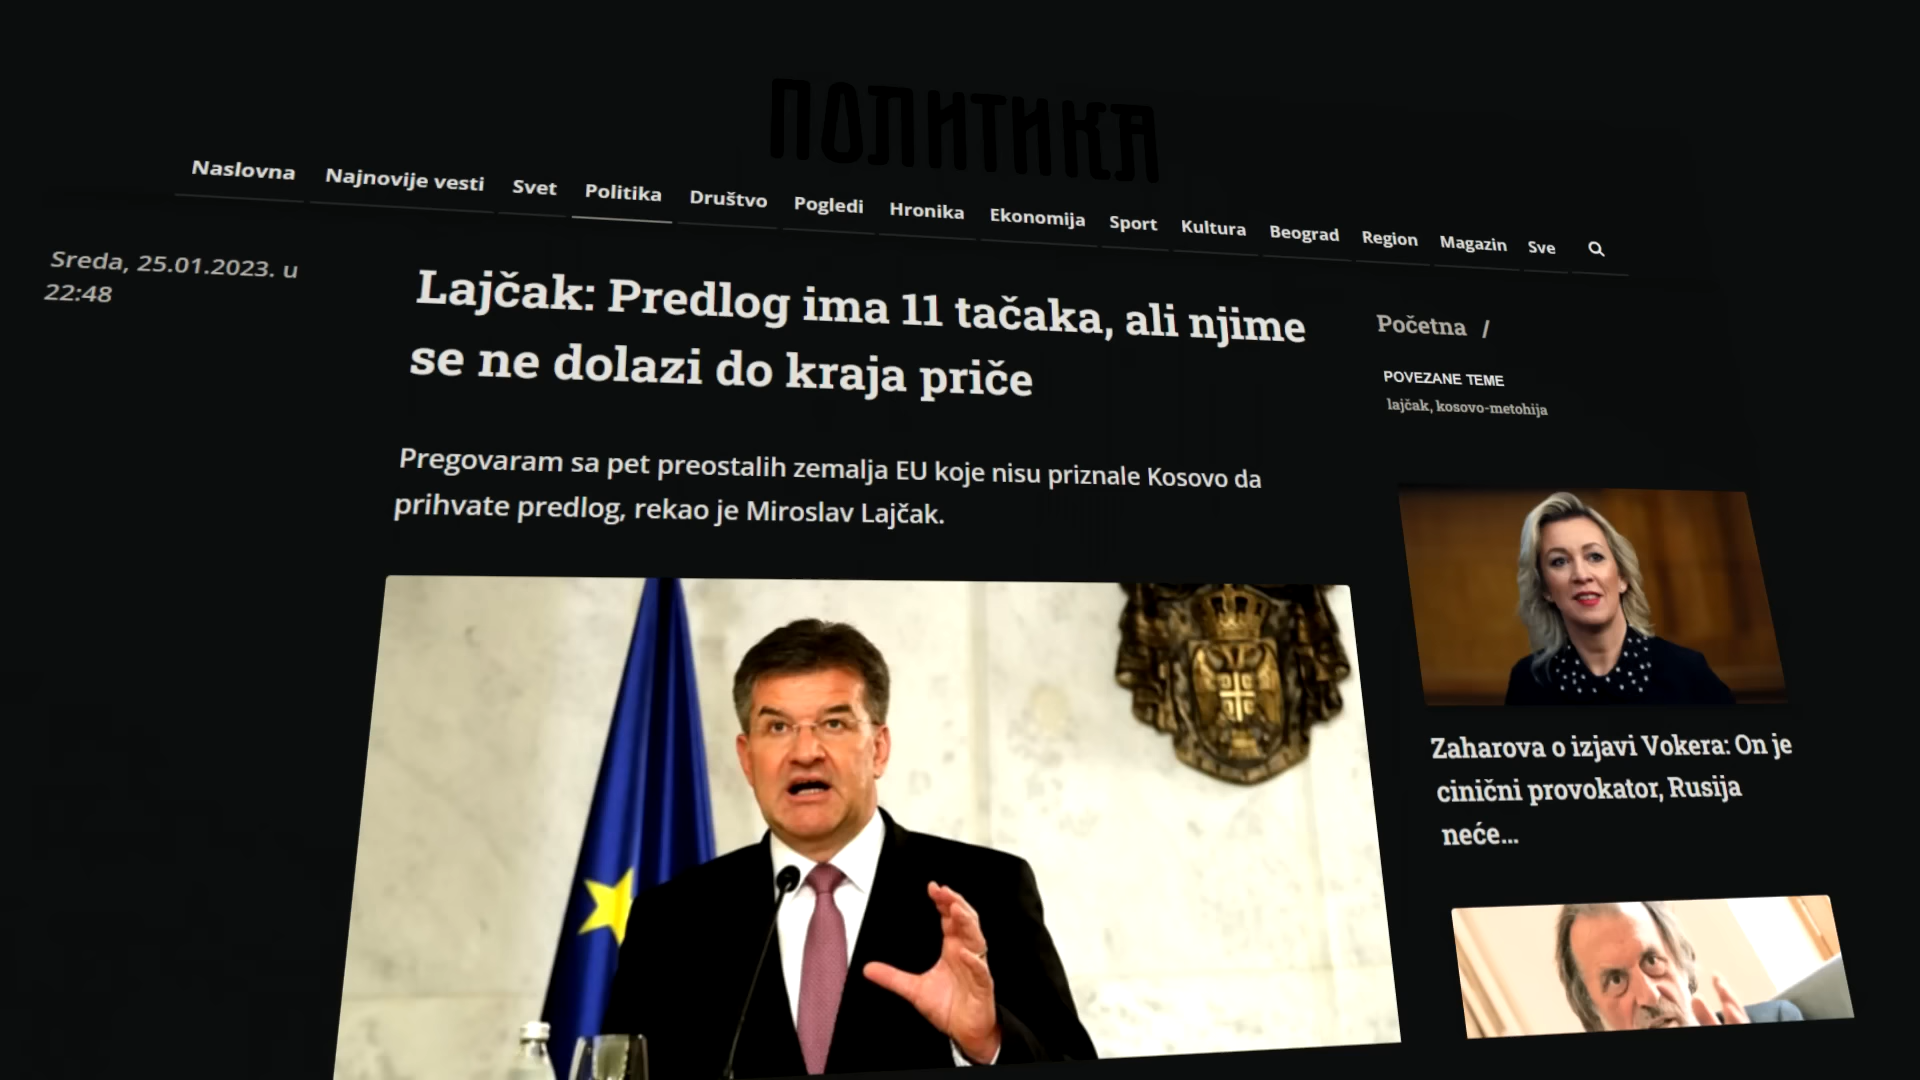 ПОЛИТИКА
Naslovna Najnovije vesti Svet Politika Društvo Pogledi Hronika Ekonomija Sport Kultura Beograd Region Magazin Sve
Sreda, 25.01.2023. u
22:48
Lajčak: Predlog ima 11 tačaka, ali njime
se ne dolazi do kraja priče
Pregovaram sa pet preostalih zemalja EU koje nisu priznale Kosovo da
prihvate predlog, rekao je Miroslav Lajčak.
Početna /
POVEZANE TEME
lajčak, kosovo-metohija
Zaharova o izjavi Vokera: On je
cinični provokator, Rusija
neće...